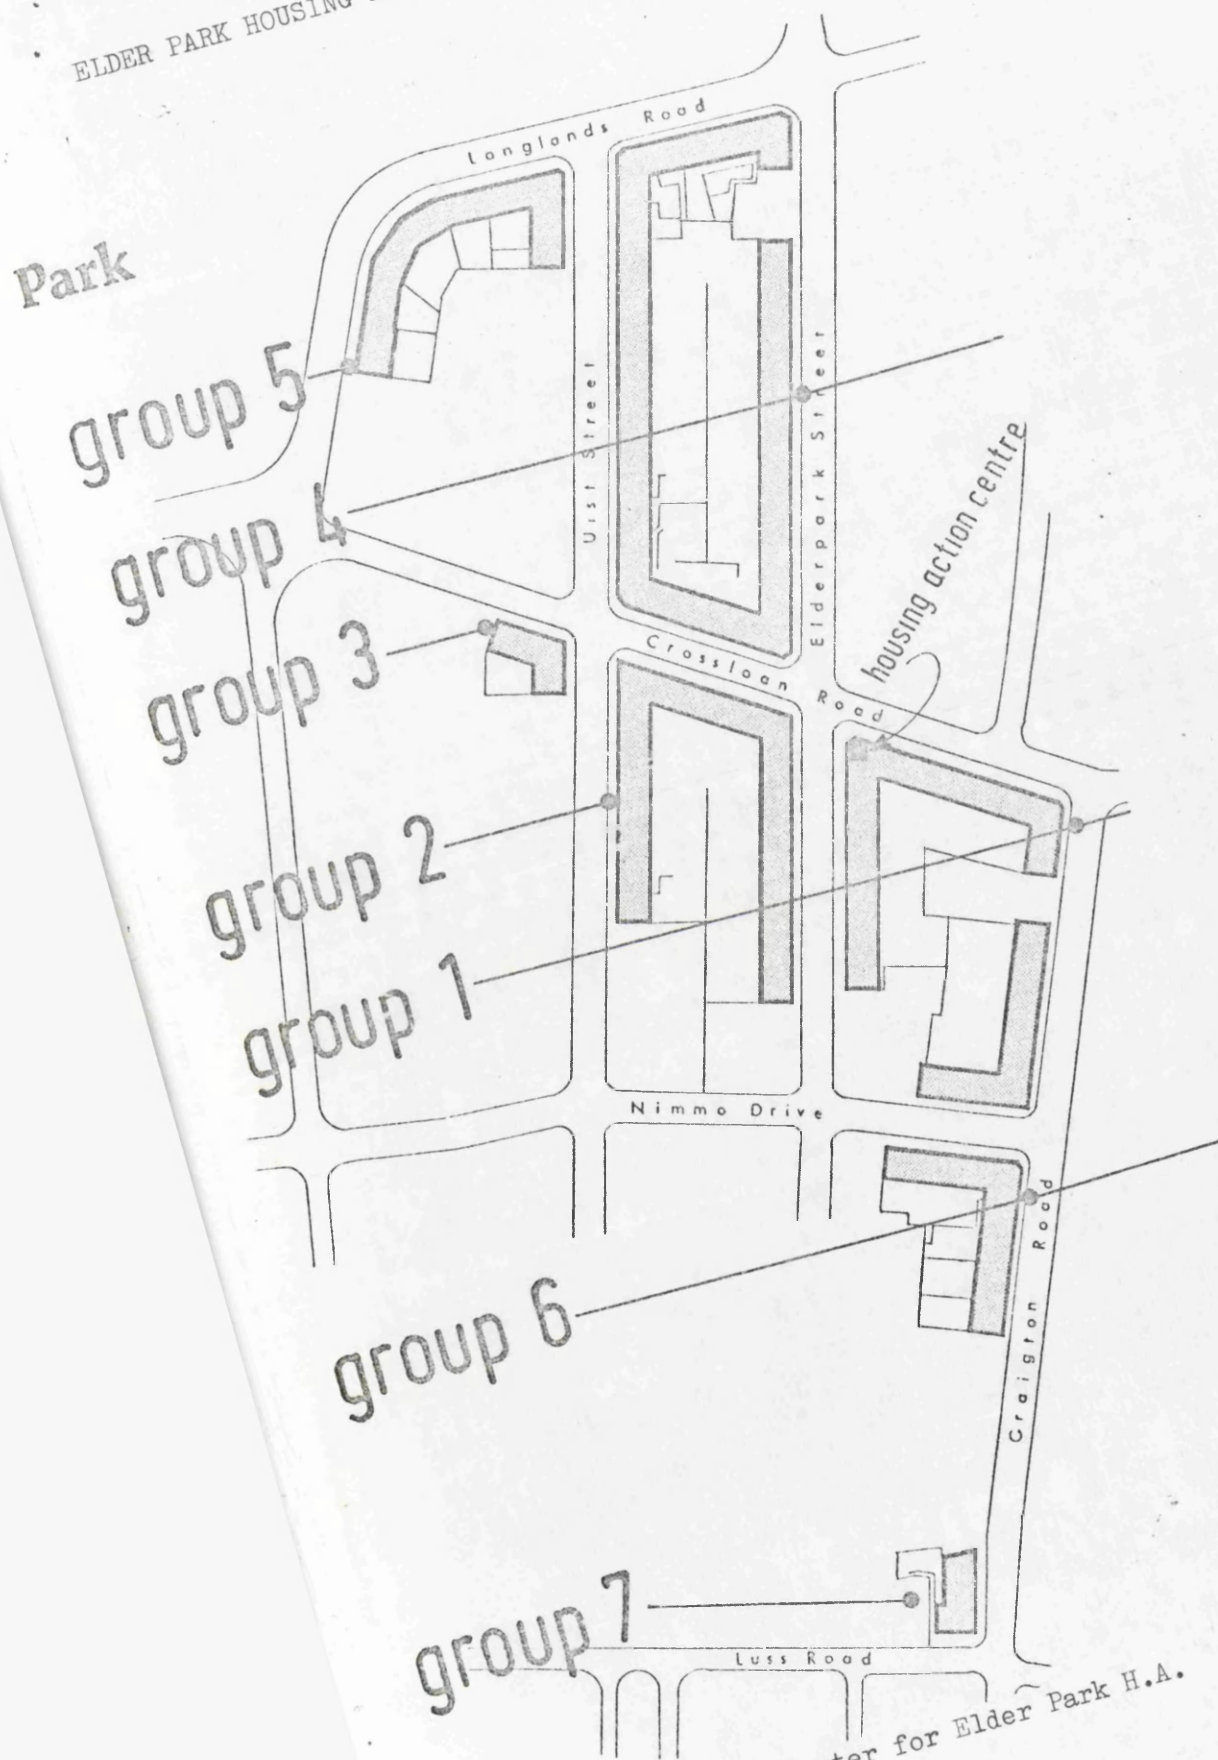 ELDER PARK HOUSING
Longlands Road
Park
group 5
Uist Street
Elderpark Street
group 4
housing action centre
group 3
Crossloan Road
group 2
group 1
Nimmo Drive
Craigton Road
group 6
group 7
Luss Road
for Elder Park H.A.